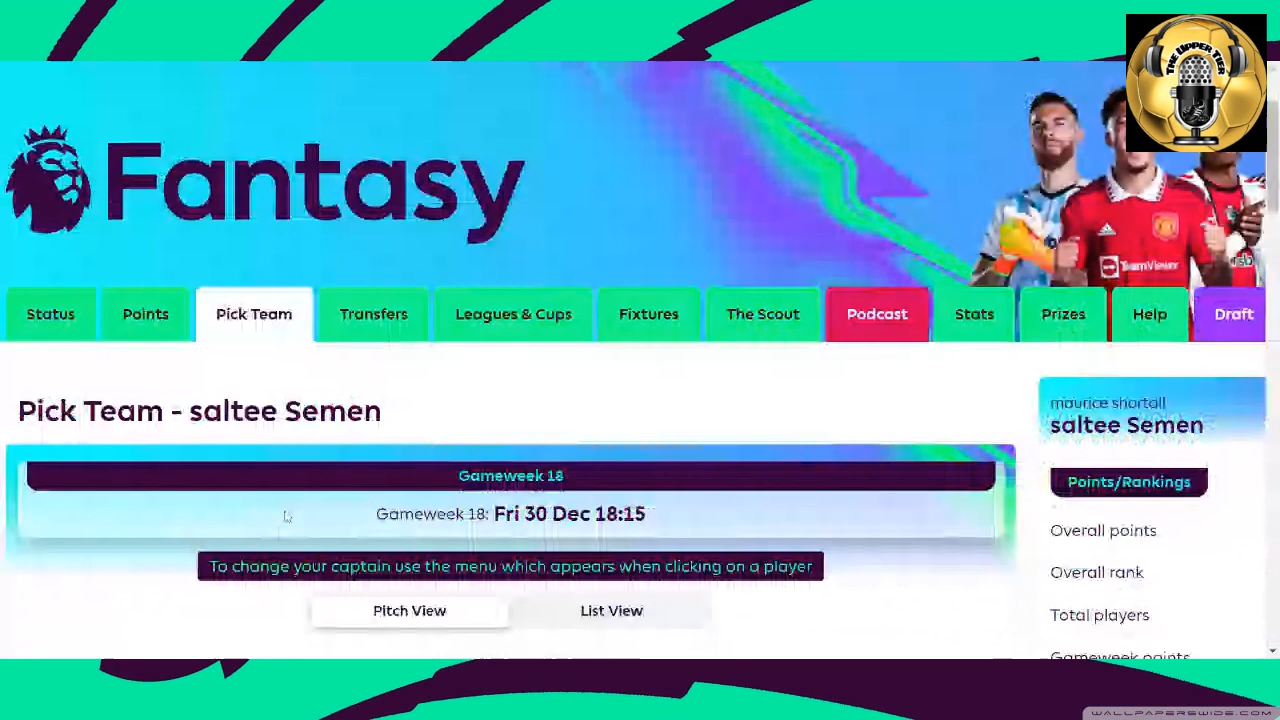 THE UPPER TIER
Fantasy
TeamViewer
Status
Points
Pick Team
Transfers
Leagues & Cups
Fixtures
The Scout
Podcast
Stats
Prizes
Help
Draft
Pick Team - saltee Semen
maurice shortall
saltee Semen
Gameweek 18
Points/Rankings
Gameweek 18: Fri 30 Dec 18:15
Overall points
To change your captain use the menu which appears when clicking on a player
Overall rank
Pitch View
List View
Total players
Gameweek points
WALLPAPERSWIDE.COM